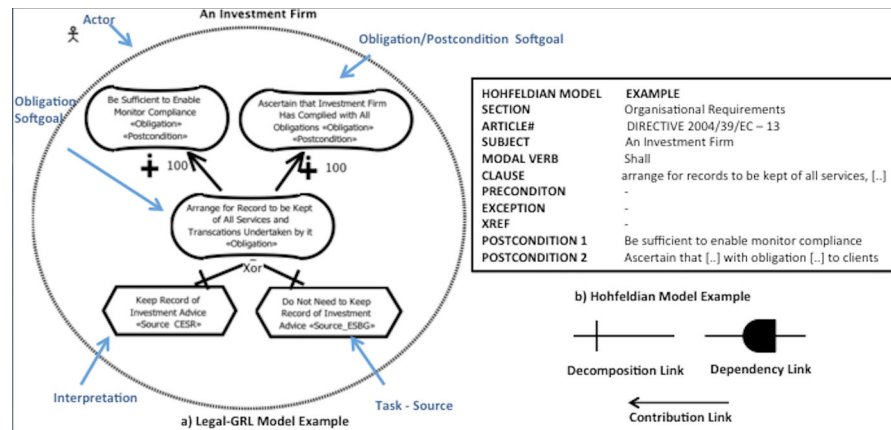 An Investment Firm
Actor
Obligation/Postcondition Softgoal
Obligation
Softgoal
Be Sufficient to Enable
Monitor Compliance
«Obligation»
«Postcondition»
Ascertain that Investment Firm
Has Complied with All
Obligations «Obligation»
«Postcondition»
100
100
Arrange for Record to be Kept
of All Services and
Transcations Undertaken by it
«Obligation»
Xor
Keep Record of
Investment Advice
«Source CESR»
Do Not Need to Keep
Record of Investment
Advice «Source_ESBG»
Interpretation
Task - Source
a) Legal-GRL Model Example
HOHFELDIAN MODEL EXAMPLE
SECTION Organisational Requirements
ARTICLE# DIRECTIVE 2004/39/EC – 13
SUBJECT An Investment Firm
MODAL VERB Shall
CLAUSE arrange for records to be kept of all services, [..]
PRECONDITON -
EXCEPTION -
XREF -
POSTCONDITION 1 Be sufficient to enable monitor compliance
POSTCONDITION 2 Ascertain that [..] with obligation [..] to clients
b) Hohfeldian Model Example
Decomposition Link
Dependency Link
Contribution Link